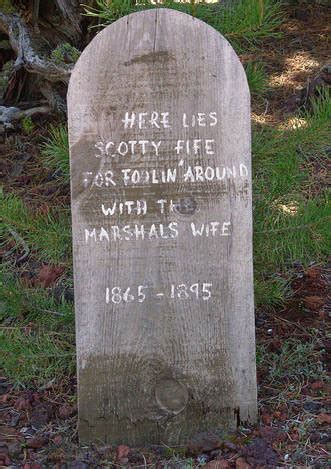 HERE LIES
SCOTTY FIFE
FOR FOOLIN' AROUND
WITH THE
MARSHALS WIFE
1865 - 1895